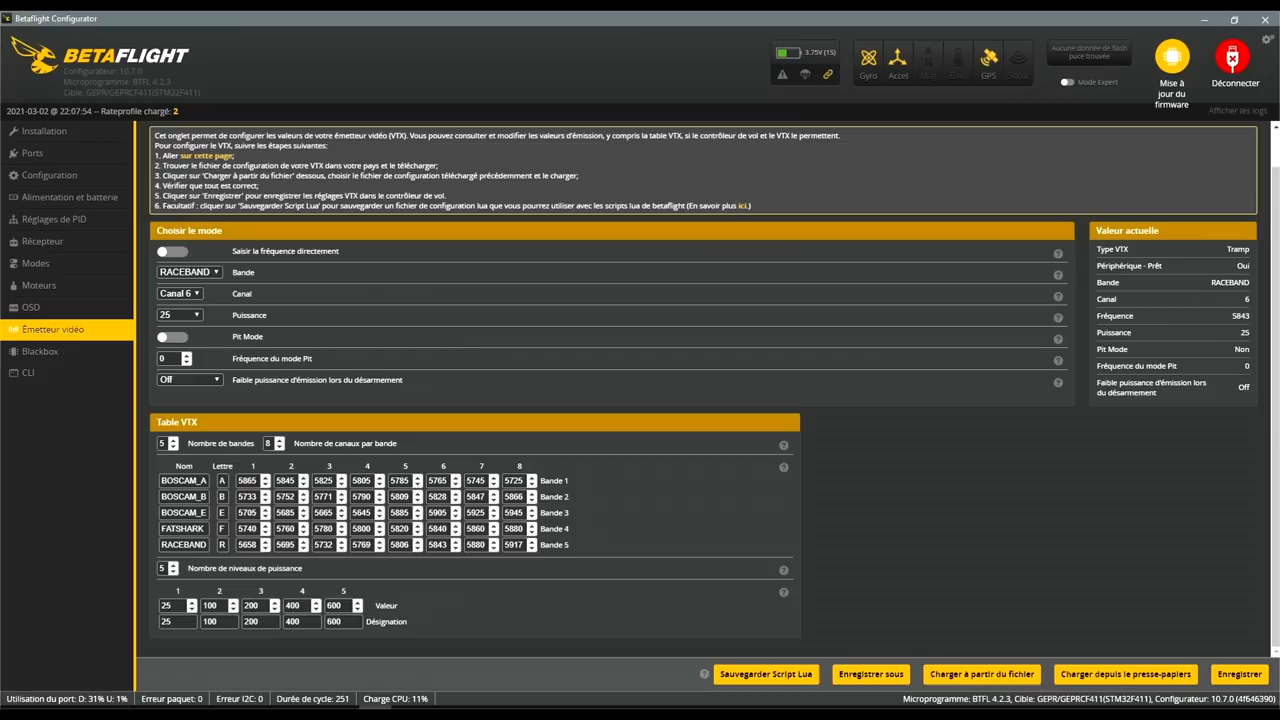 Betaflight Configurator
BETAFLIGHT
Configurateur: 10.7.0
Microprogramme: BTFL 4.2.3
Cible: GEPR/GEPRCF411(STM32F411)
3.75V (1S)
Gyro
Accel
Mag
Baro
GPS
Sonar
Aucune donnée de flash
puce trouvée
Mode Expert
Mise à
jour du
firmware
Déconnecter
2021-03-02 @ 22:07:54 -- Rateprofile chargé: 2
Afficher les logs
Installation
Ports
Configuration
Alimentation et batterie
Réglages de PID
Récepteur
Modes
Moteurs
OSD
Émetteur vidéo
Blackbox
CLI
Cet onglet permet de configurer les valeurs de votre émetteur vidéo (VTX). Vous pouvez consulter et modifier les valeurs d'émission, y compris la table VTX, si le contrôleur de vol et le VTX le permettent.
Pour configurer le VTX, suivre les étapes suivantes:
1. Aller sur cette page;
2. Trouver le fichier de configuration de votre VTX dans votre pays et le télécharger;
3. Cliquer sur 'Charger à partir du fichier' dessous, choisir le fichier de configuration téléchargé précédemment et le charger;
4. Vérifier que tout est correct;
5. Cliquer sur 'Enregistrer' pour enregistrer les réglages VTX dans le contrôleur de vol.
6. Facultatif : cliquer sur 'Sauvegarder Script Lua' pour sauvegarder un fichier de configuration lua que vous pourrez utiliser avec les scripts lua de betaflight (En savoir plus ici.)
Choisir le mode
Saisir la fréquence directement
RACEBAND Bande
Canal 6 Canal
25 Puissance
Pit Mode
0 Fréquence du mode Pit
Off Faible puissance d'émission lors du désarmement
Valeur actuelle
Type VTX Tramp
Périphérique - Prêt Oui
Bande RACEBAND
Canal 6
Fréquence 5843
Puissance 25
Pit Mode Non
Fréquence du mode Pit 0
Faible puissance d'émission lors
du désarmement Off
Table VTX
5 Nombre de bandes 8 Nombre de canaux par bande
Nom Lettre 1 2 3 4 5 6 7 8
BOSCAM_A A 5865 5845 5825 5805 5785 5765 5745 5725 Bande 1
BOSCAM_B B 5733 5752 5771 5790 5809 5828 5847 5866 Bande 2
BOSCAM_E E 5705 5685 5665 5645 5885 5905 5925 5945 Bande 3
FATSHARK F 5740 5760 5780 5800 5820 5840 5860 5880 Bande 4
RACEBAND R 5658 5695 5732 5769 5806 5843 5880 5917 Bande 5
5 Nombre de niveaux de puissance
1 2 3 4 5
25 100 200 400 600 Valeur
25 100 200 400 600 Désignation
Sauvegarder Script Lua
Enregistrer sous
Charger à partir du fichier
Charger depuis le presse-papiers
Enregistrer
Utilisation du port: D: 31% U: 1%
Erreur paquet: 0
Erreur I2C: 0
Durée de cycle: 251
Charge CPU: 11%
Microprogramme: BTFL 4.2.3, Cible: GEPR/GEPRCF411(STM32F411), Configurateur: 10.7.0 (4f646390)